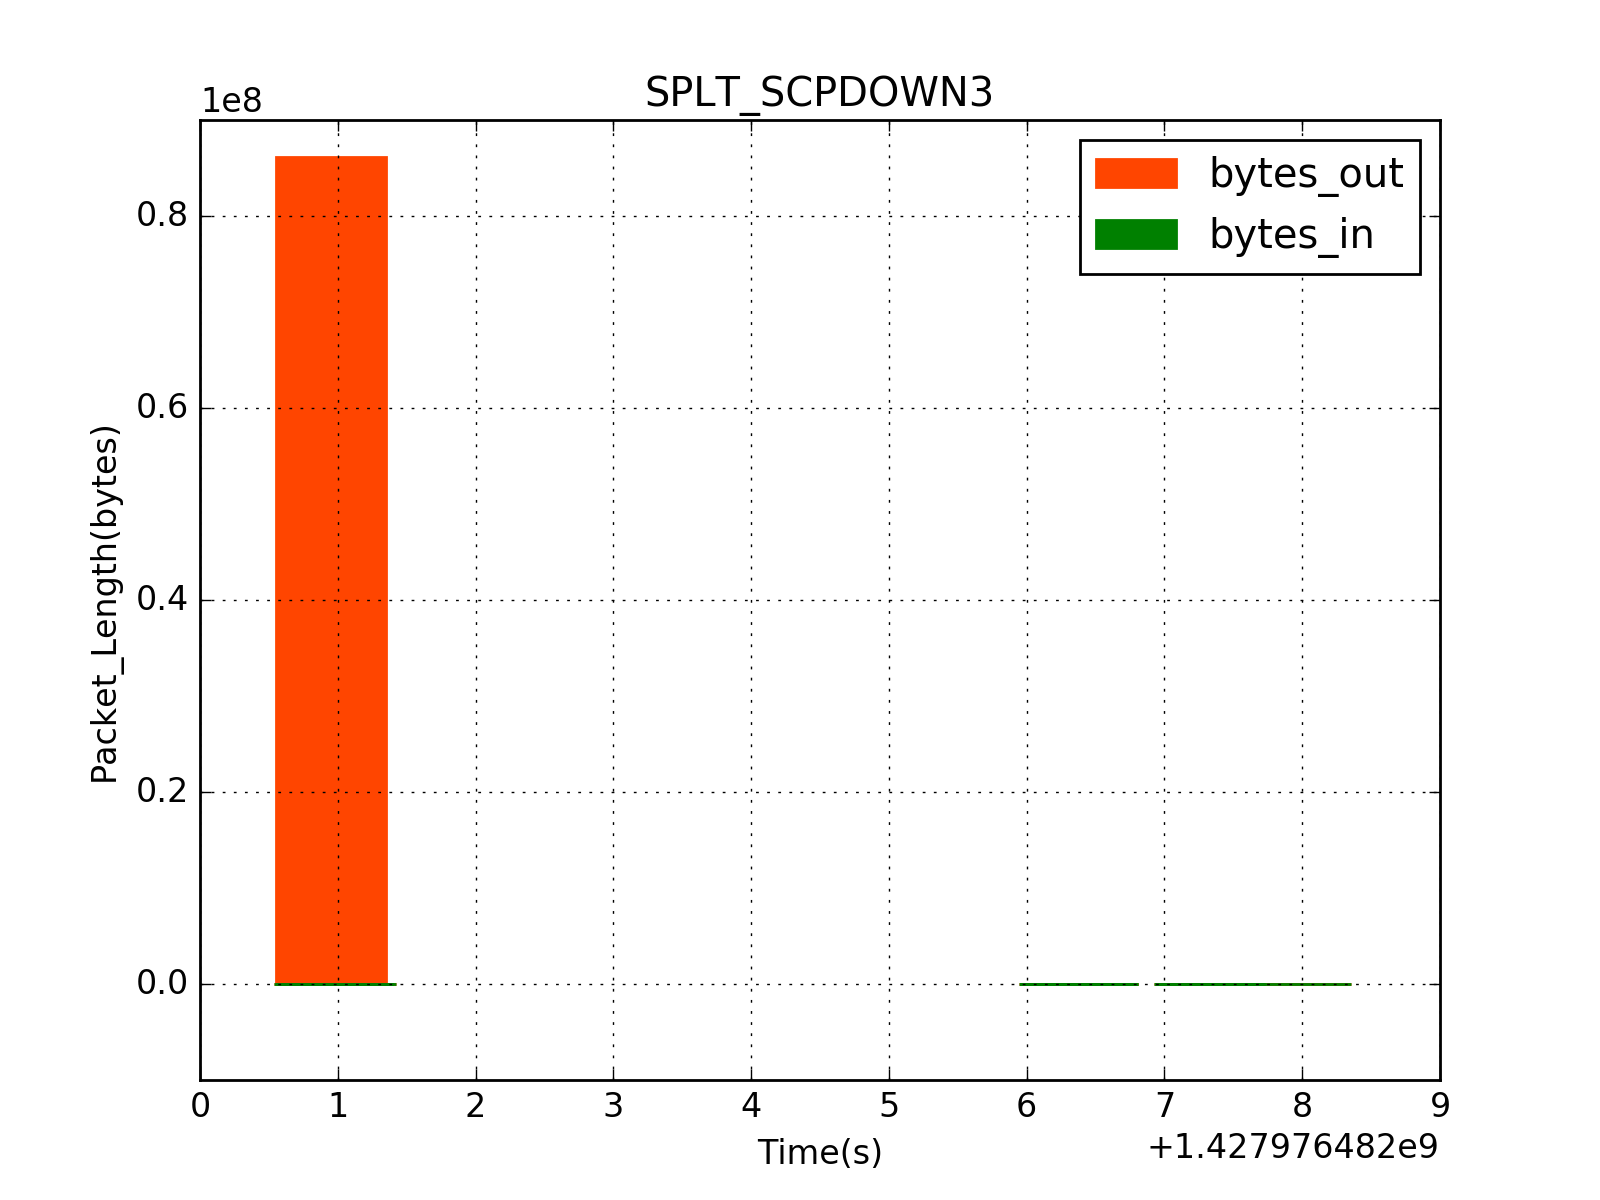 SPLT_SCPDOWN3
1e8
bytes_out
bytes_in
0.8
0.6
0.4
0.2
0.0
Packet_Length(bytes)
0 1 2 3 4 5 6 7 8 9
Time(s)
+1.427976482e9